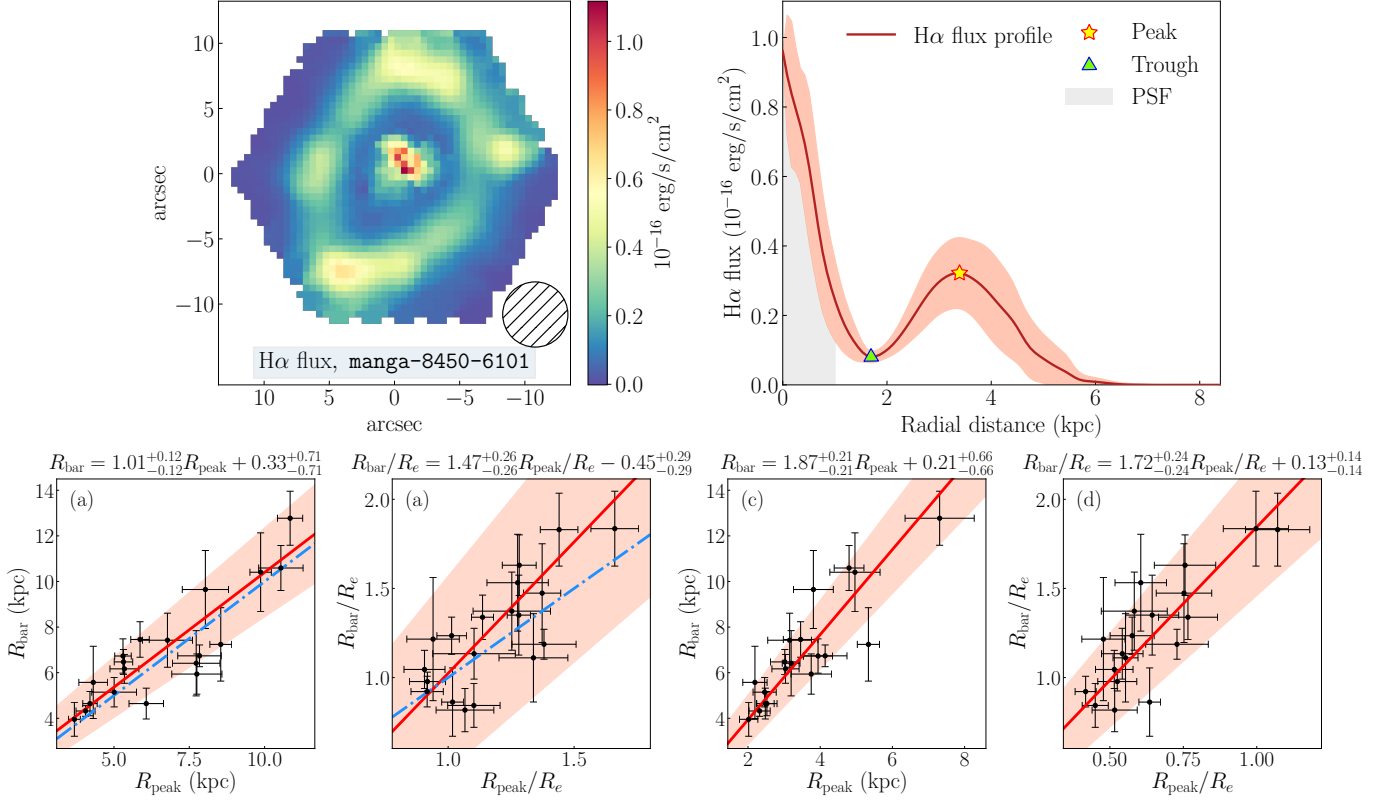 10
5
0
−5
−10
arcsec
10
5
0
−5
−10
arcsec
Hα flux, manga-8450-6101
1.0
0.8
0.6
0.4
0.2
0.0
10⁻¹⁶ erg/s/cm²
Hα flux profile
Peak
Trough
PSF
1.0
0.8
0.6
0.4
0.2
0.0
Hα flux (10⁻¹⁶ erg/s/cm²)
0
2
4
6
8
Radial distance (kpc)
R_bar = 1.01^{+0.12}_{−0.12}R_peak + 0.33^{+0.71}_{−0.71}
(a)
14
12
10
8
6
4
R_bar (kpc)
5.0
7.5
10.0
R_peak (kpc)
R_bar/R_e = 1.47^{+0.26}_{−0.26}R_peak/R_e − 0.45^{+0.29}_{−0.29}
(a)
2.0
1.5
1.0
R_bar/R_e
1.0
1.5
R_peak/R_e
R_bar = 1.87^{+0.21}_{−0.21}R_peak + 0.21^{+0.66}_{−0.66}
(c)
14
12
10
8
6
4
R_bar (kpc)
2
4
6
8
R_peak (kpc)
R_bar/R_e = 1.72^{+0.24}_{−0.24}R_peak/R_e + 0.13^{+0.14}_{−0.14}
(d)
2.0
1.5
1.0
R_bar/R_e
0.50
0.75
1.00
R_peak/R_e